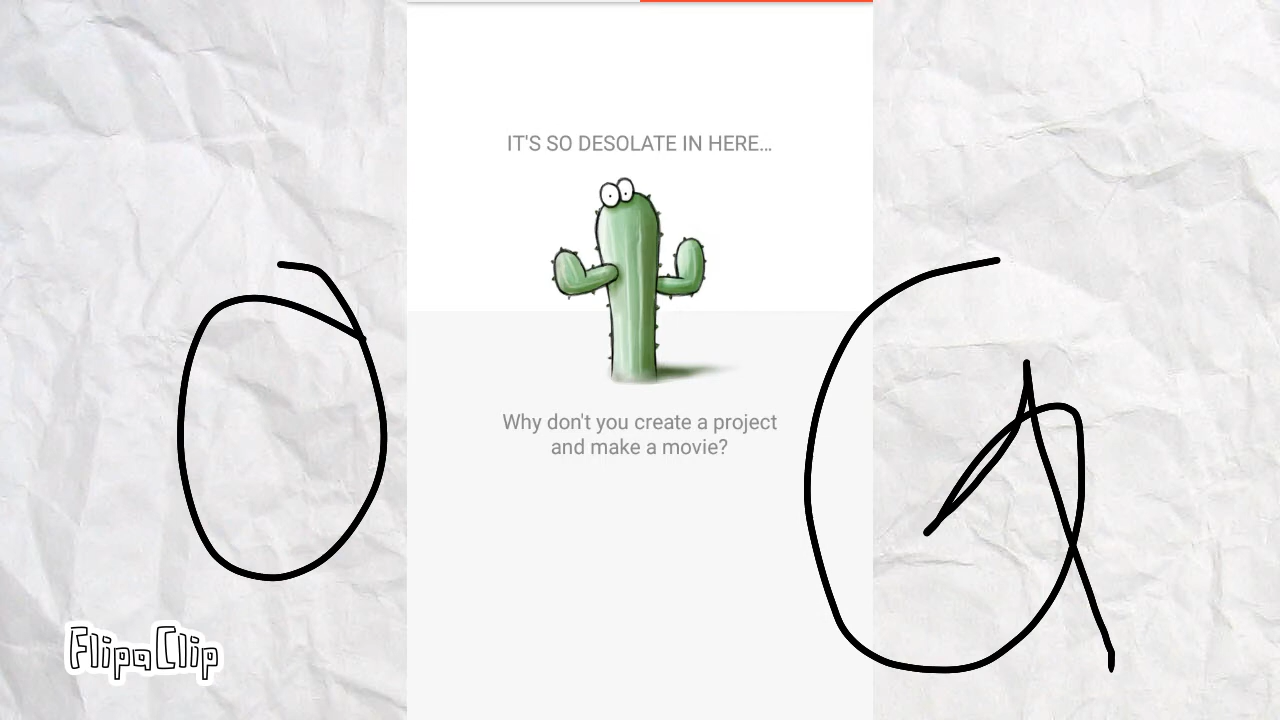 IT'S SO DESOLATE IN HERE...
Why don't you create a project
and make a movie?
FlipaClip